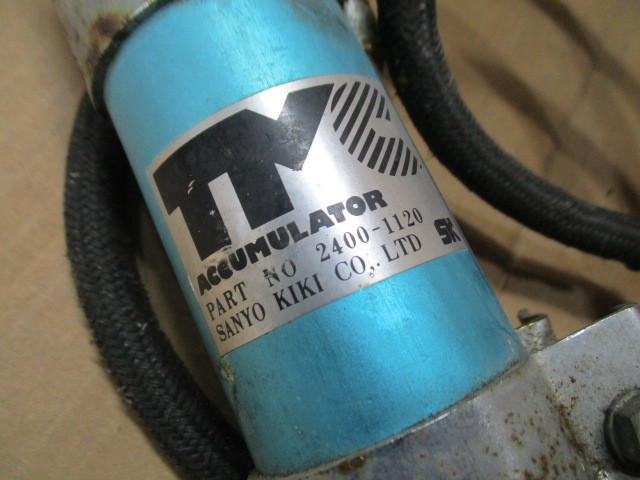 TMC
ACCUMULATOR
PART NO 2400-1120
SANYO KIKI CO,.LTD
SK